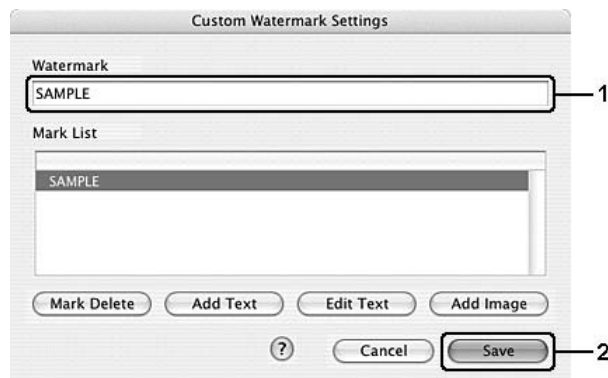 Custom Watermark Settings
Watermark
SAMPLE 1
Mark List
SAMPLE
Mark Delete Add Text Edit Text Add Image
? Cancel Save 2